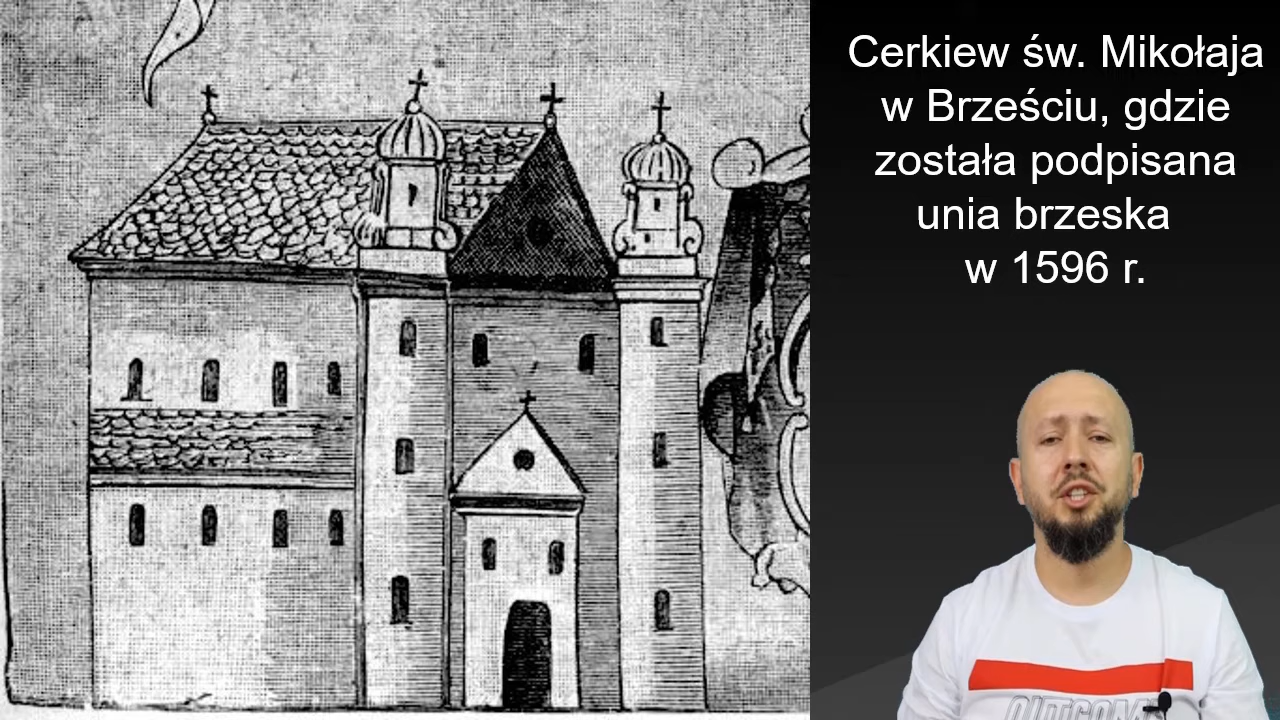 Cerkiew św. Mikołaja
w Brześciu, gdzie
została podpisana
unia brzeska
w 1596 r.